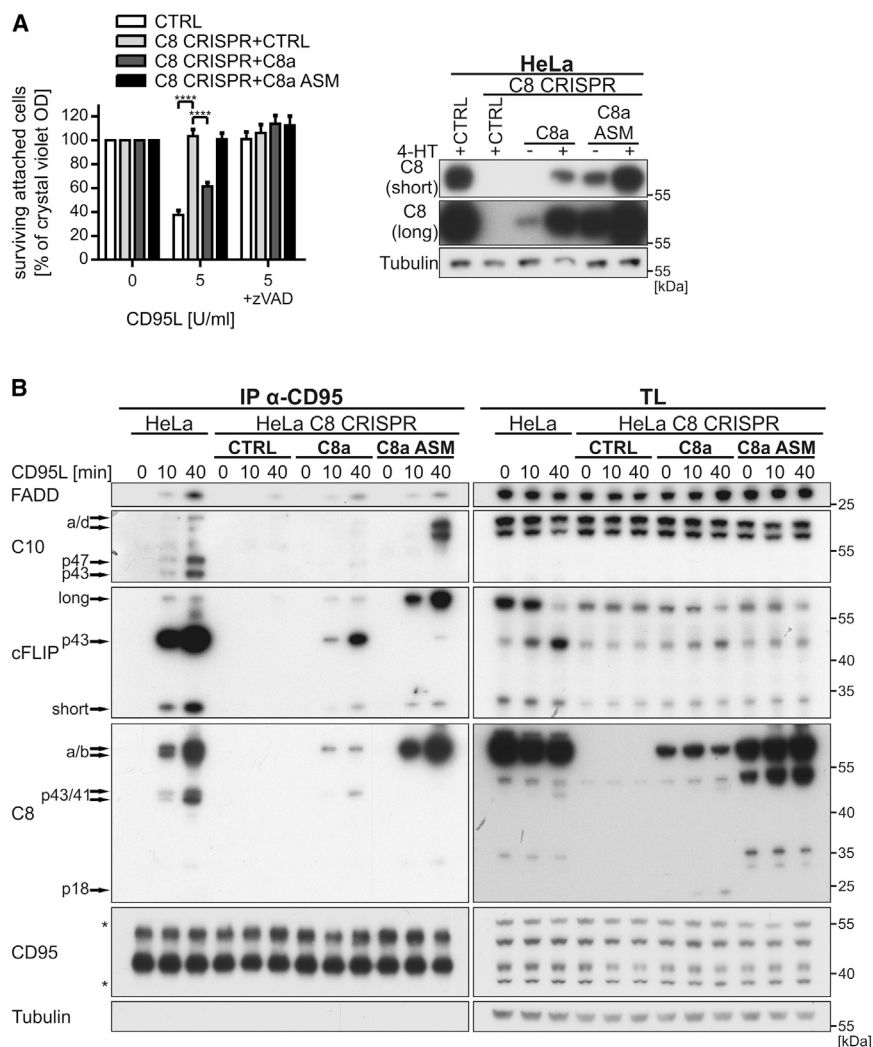 A
CTRL
C8 CRISPR+CTRL
C8 CRISPR+C8a
C8 CRISPR+C8a ASM
surviving attached cells
[% of crystal violet OD]
120
100
80
60
40
20
0
****
****
0 5 5
+zVAD
CD95L [U/ml]
HeLa
C8 CRISPR
CTRL CTRL C8a C8a ASM
4-HT + + - + - +
C8 (short) 55
C8 (long) 55
Tubulin 55
[kDa]
B
IP α-CD95 TL
HeLa HeLa C8 CRISPR HeLa HeLa C8 CRISPR
CTRL C8a C8a ASM CTRL C8a C8a ASM
CD95L [min] 0 10 40 0 10 40 0 10 40 0 10 40 0 10 40 0 10 40 0 10 40 0 10 40
FADD 25
a/d
C10
55
p47
p43
long
55
cFLIP p43
40
35
short
a/b
55
p43/41
C8
40
35
p18 25
* 55
CD95
40
*
Tubulin
55
[kDa]